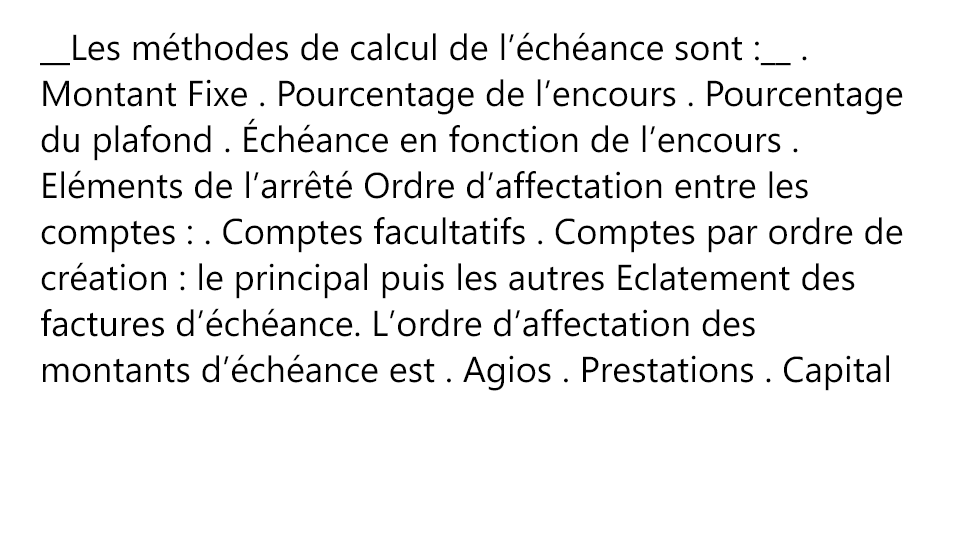 __Les méthodes de calcul de l’échéance sont :__ .
Montant Fixe . Pourcentage de l’encours . Pourcentage
du plafond . Échéance en fonction de l’encours .
Eléments de l’arrêté Ordre d’affectation entre les
comptes : . Comptes facultatifs . Comptes par ordre de
création : le principal puis les autres Eclatement des
factures d’échéance. L’ordre d’affectation des
montants d’échéance est . Agios . Prestations . Capital